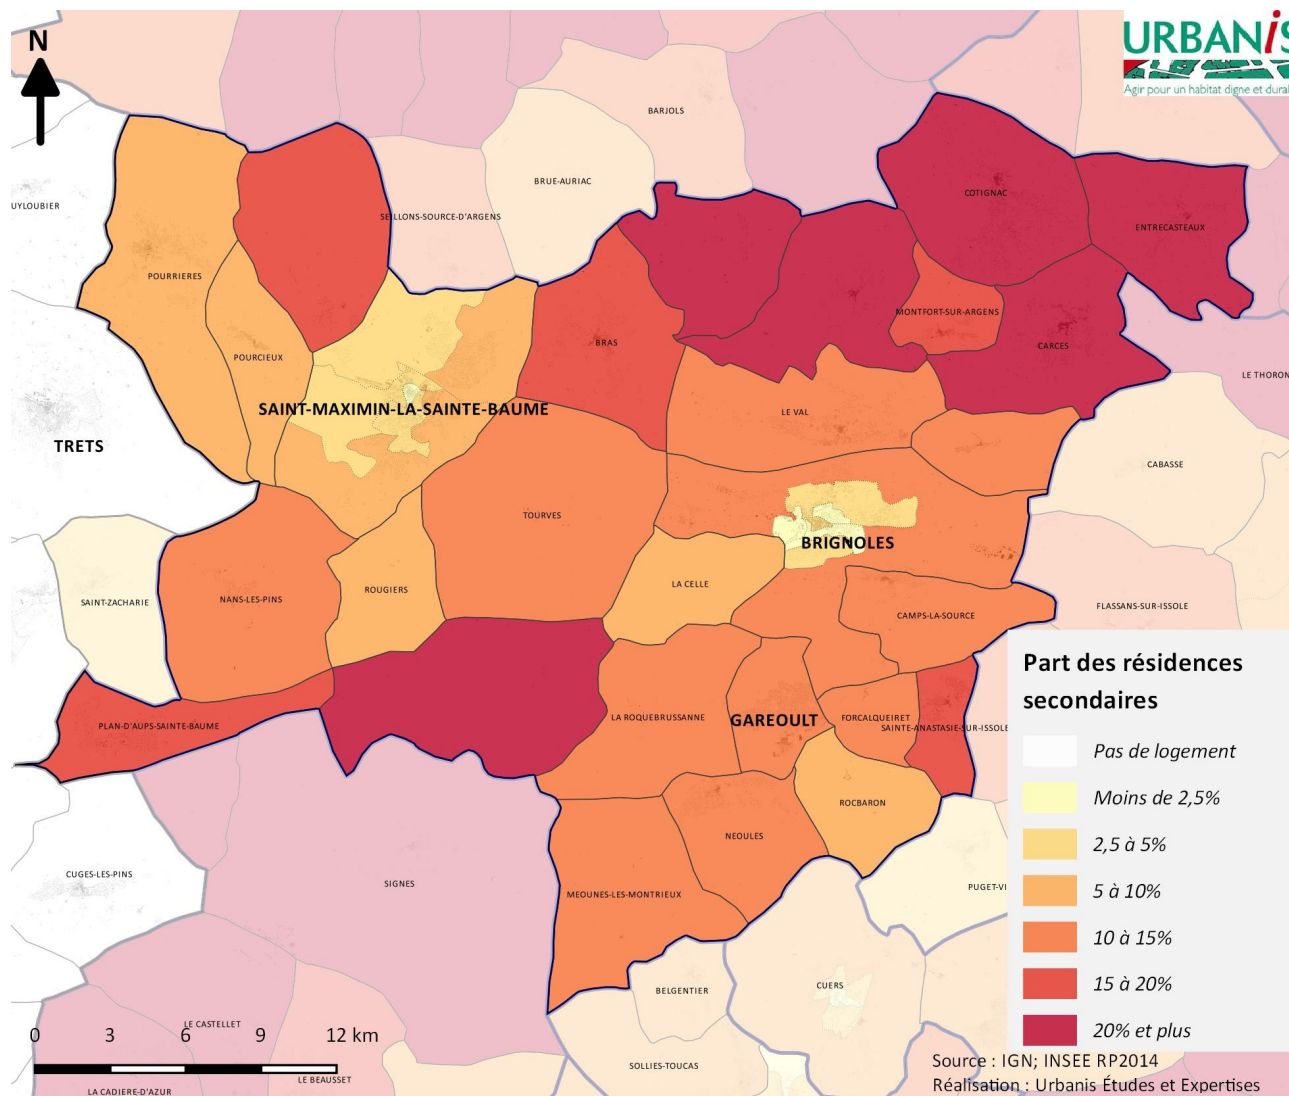 N
URBANiS
Agir pour un habitat digne et dura
BARJOLS
BRUE-AURIAC
UYLOUBIER
SEILLONS-SOURCE-D'ARGENS
COTIGNAC
ENTRECASTEAUX
POURRIERES
MONTFORT-SUR-ARGENS
BRAS
CARCES
POURCIEUX
LE THORON
SAINT-MAXIMIN-LA-SAINTE-BAUME
LE VAL
TRETS
CABASSE
TOURVES
BRIGNOLES
LA CELLE
ROUGIERS
NANS-LES-PINS
SAINT-ZACHARIE
FLASSANS-SUR-ISSOLE
CAMPS-LA-SOURCE
LA ROQUEBRUSSANNE
GAREOULT
FORCALQUEIRET
PLAN-D'AUPS-SAINTE-BAUME
SAINTE-ANASTASIE-SUR-ISSOLE
ROCBARON
NEOULES
CUGES-LES-PINS
SIGNES
PUGET-VI
MEOUNES-LES-MONTRIEUX
BELGENTIER
CUERS
LE CASTELLET
SOLLIES-TOUCAS
LE BEAUSSET
LA CADIERE-D'AZUR
0 3 6 9 12 km
Part des résidences
secondaires
Pas de logement
Moins de 2,5%
2,5 à 5%
5 à 10%
10 à 15%
15 à 20%
20% et plus
Source : IGN; INSEE RP2014
Réalisation : Urbanis Études et Expertises